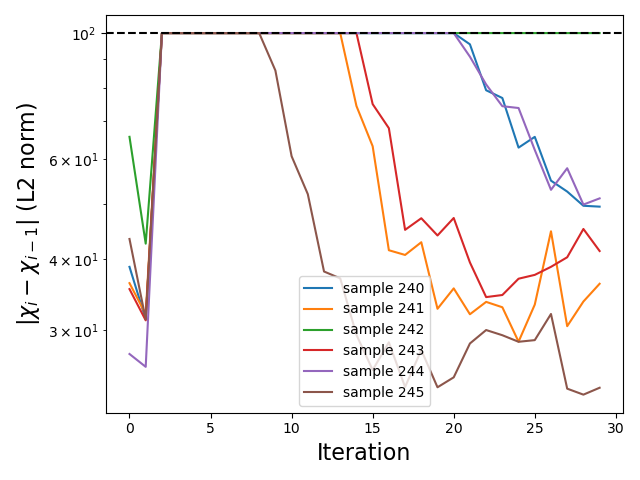 10²
6 × 10¹
4 × 10¹
3 × 10¹
|χᵢ − χᵢ₋₁| (L2 norm)
sample 240
sample 241
sample 242
sample 243
sample 244
sample 245
0 5 10 15 20 25 30
Iteration